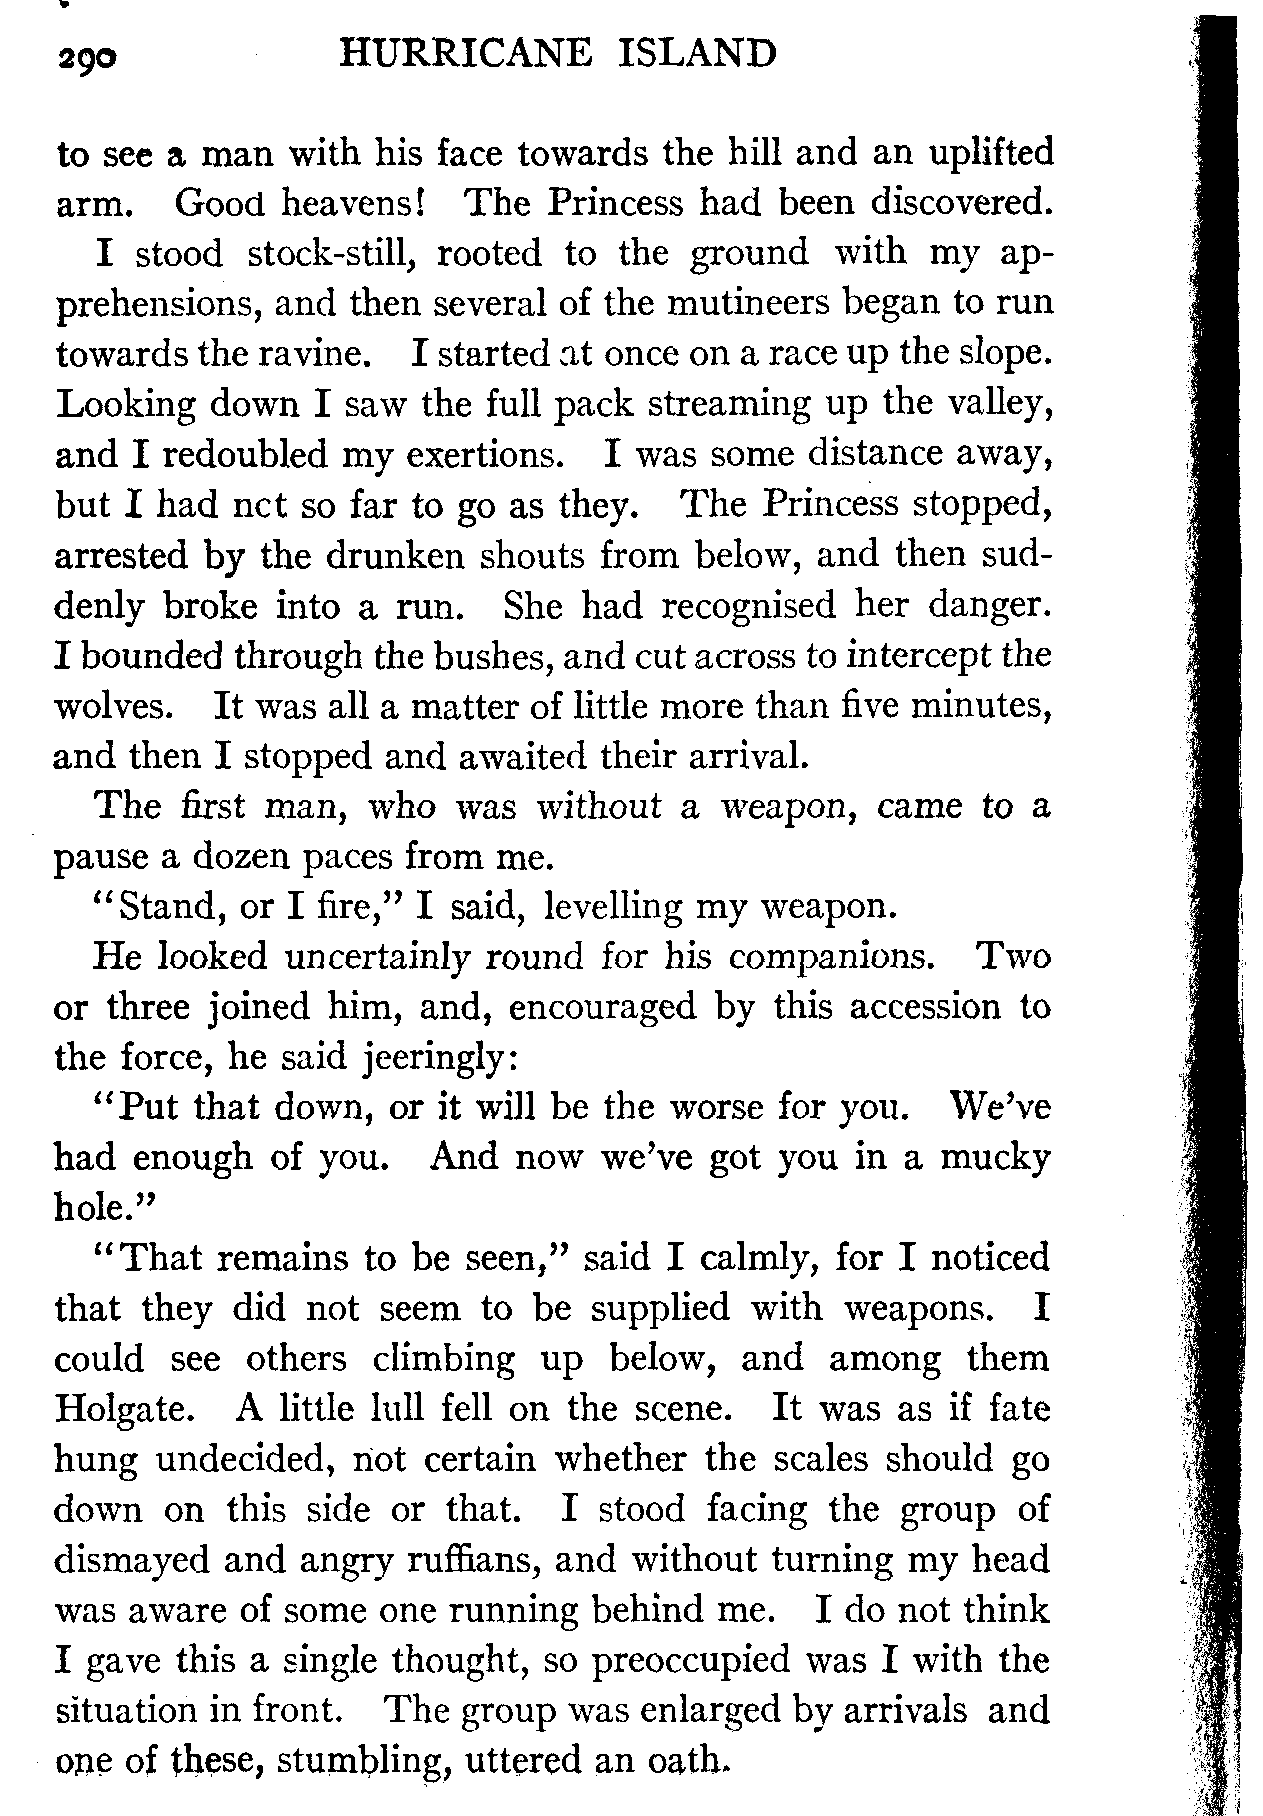 290 HURRICANE ISLAND
to see a man with his face towards the hill and an uplifted
arm. Good heavens! The Princess had been discovered.
I stood stock-still, rooted to the ground with my ap-
prehensions, and then several of the mutineers began to run
towards the ravine. I started at once on a race up the slope.
Looking down I saw the full pack streaming up the valley,
and I redoubled my exertions. I was some distance away,
but I had nct so far to go as they. The Princess stopped,
arrested by the drunken shouts from below, and then sud-
denly broke into a run. She had recognised her danger.
I bounded through the bushes, and cut across to intercept the
wolves. It was all a matter of little more than five minutes,
and then I stopped and awaited their arrival.
The first man, who was without a weapon, came to a
pause a dozen paces from me.
"Stand, or I fire," I said, levelling my weapon.
He looked uncertainly round for his companions. Two
or three joined him, and, encouraged by this accession to
the force, he said jeeringly:
"Put that down, or it will be the worse for you. We've
had enough of you. And now we've got you in a mucky
hole."
"That remains to be seen," said I calmly, for I noticed
that they did not seem to be supplied with weapons. I
could see others climbing up below, and among them
Holgate. A little lull fell on the scene. It was as if fate
hung undecided, not certain whether the scales should go
down on this side or that. I stood facing the group of
dismayed and angry ruffians, and without turning my head
was aware of some one running behind me. I do not think
I gave this a single thought, so preoccupied was I with the
situation in front. The group was enlarged by arrivals and
one of these, stumbling, uttered an oath.